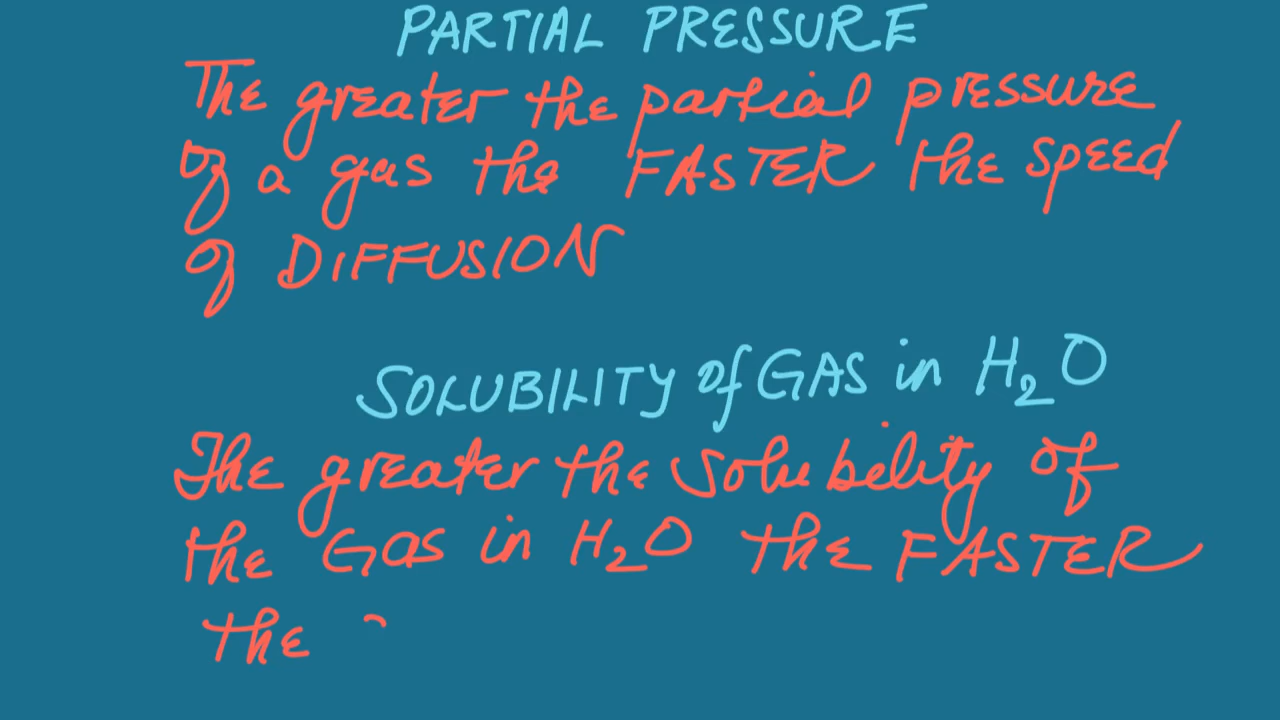 PARTIAL PRESSURE
The greater the partial pressure
of a gas the FASTER the speed
of DIFFUSION
SOLUBILITY of GAS in H₂O
The greater the solubility of
the Gas in H₂O the FASTER
the